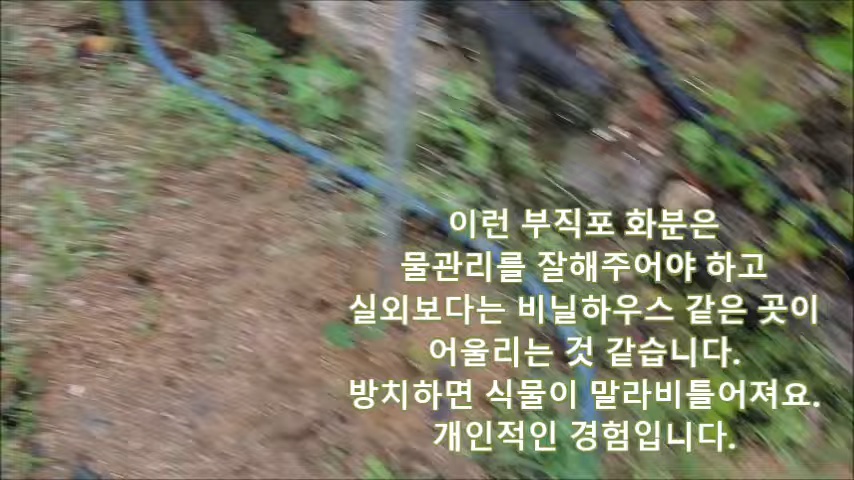 이런 부직포 화분은
물관리를 잘해주어야 하고
실외보다는 비닐하우스 같은 곳이
어울리는 것 같습니다.
방치하면 식물이 말라비틀어져요.
개인적인 경험입니다.